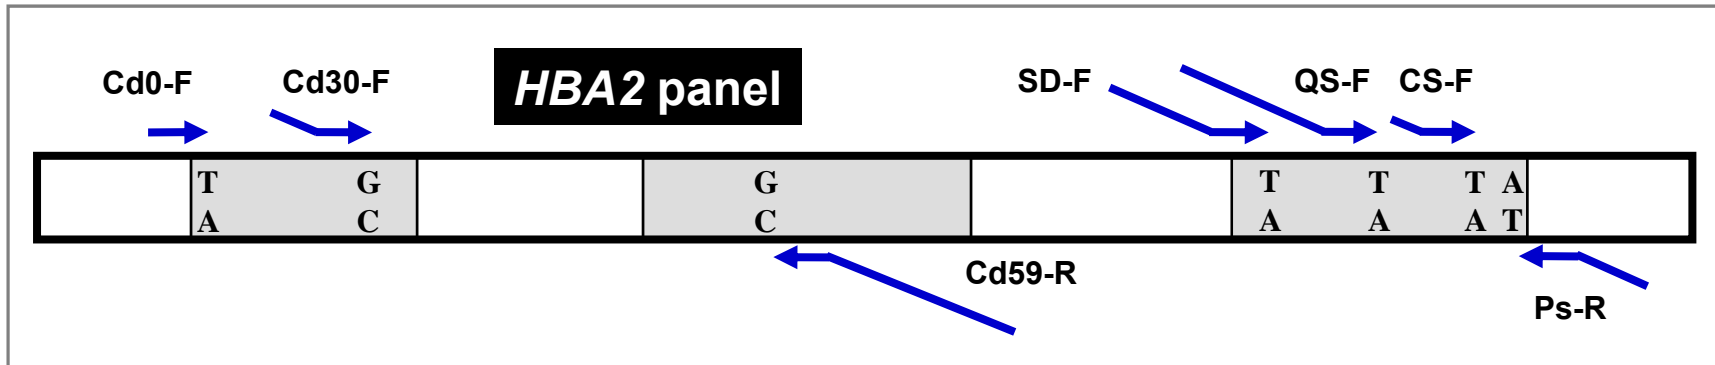 Cd0-F Cd30-F HBA2 panel SD-F QS-F CS-F
T G G T T T A
A C C A A A T
Cd59-R
Ps-R